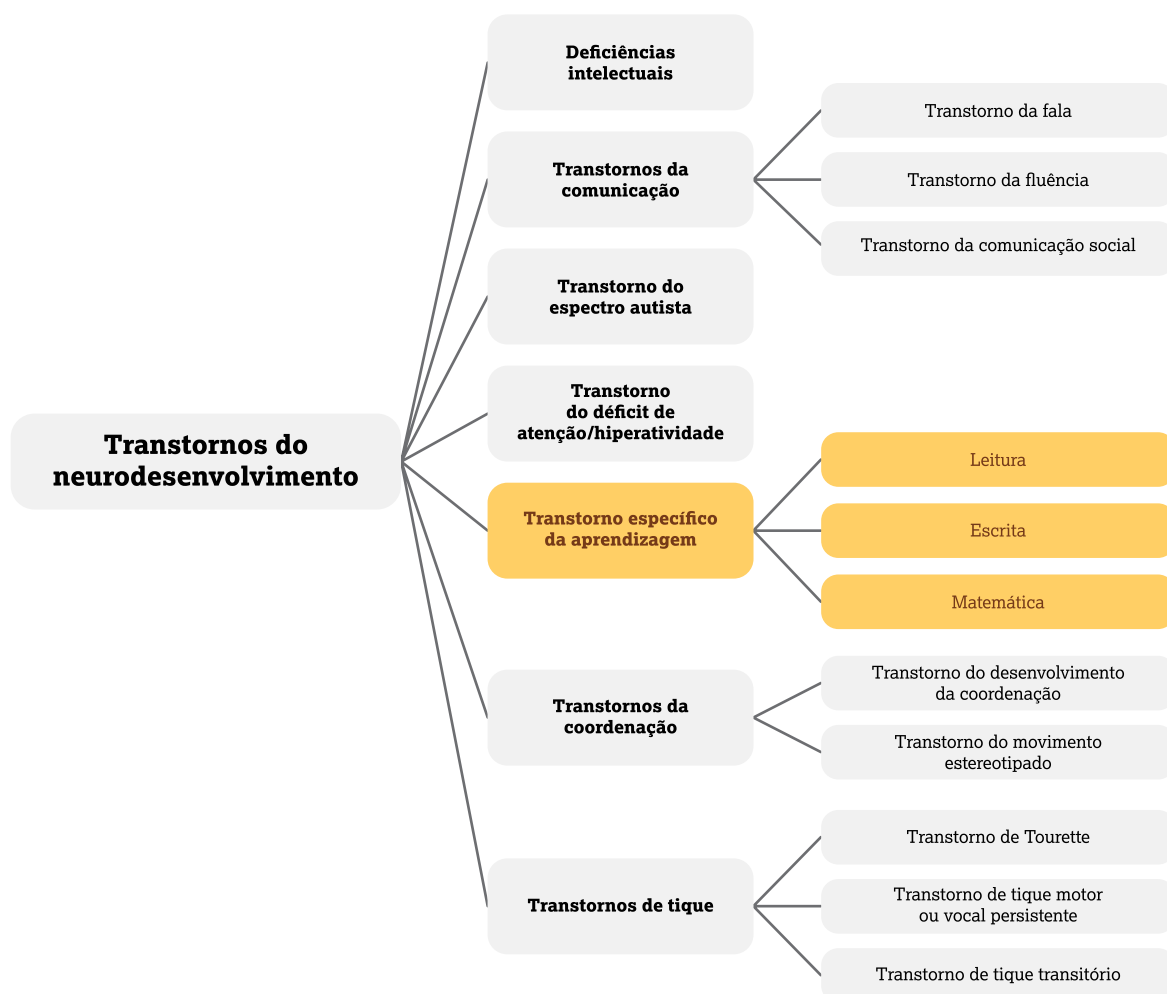 Transtornos do
neurodesenvolvimento
Deficiências
intelectuais
Transtornos da
comunicação
Transtorno da fala
Transtorno da fluência
Transtorno da comunicação social
Transtorno do
espectro autista
Transtorno
do déficit de
atenção/hiperatividade
Transtorno específico
da aprendizagem
Leitura
Escrita
Matemática
Transtornos da
coordenação
Transtorno do desenvolvimento
da coordenação
Transtorno do movimento
estereotipado
Transtornos de tique
Transtorno de Tourette
Transtorno de tique motor
ou vocal persistente
Transtorno de tique transitório